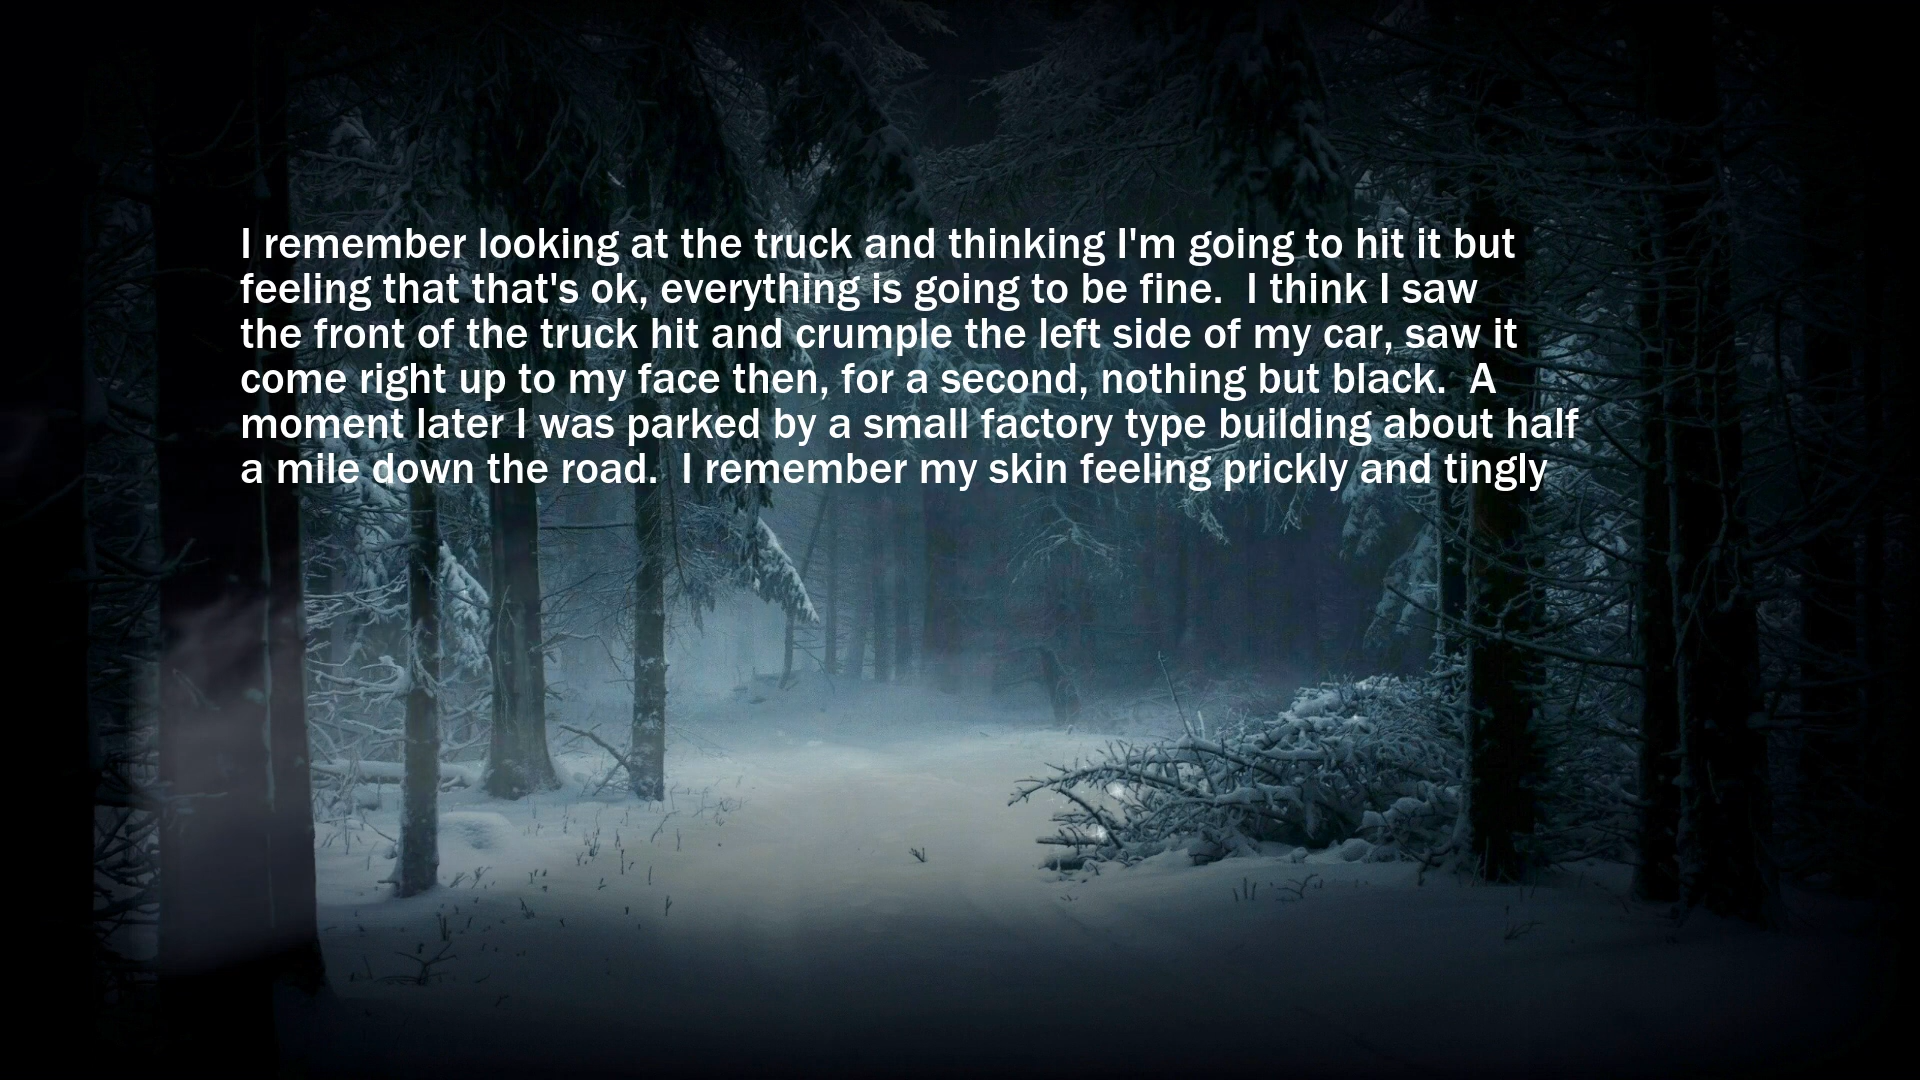 I remember looking at the truck and thinking I'm going to hit it but
feeling that that's ok, everything is going to be fine.  I think I saw
the front of the truck hit and crumple the left side of my car, saw it
come right up to my face then, for a second, nothing but black.  A
moment later I was parked by a small factory type building about half
a mile down the road.  I remember my skin feeling prickly and tingly